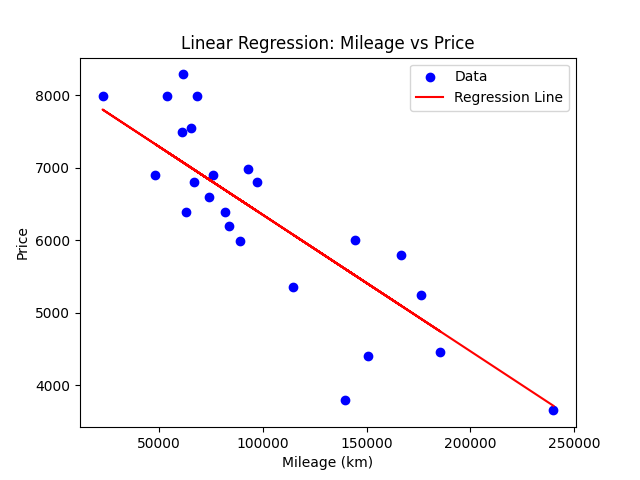 Linear Regression: Mileage vs Price
Data
Regression Line
8000
7000
6000
5000
4000
Price
50000 100000 150000 200000 250000
Mileage (km)